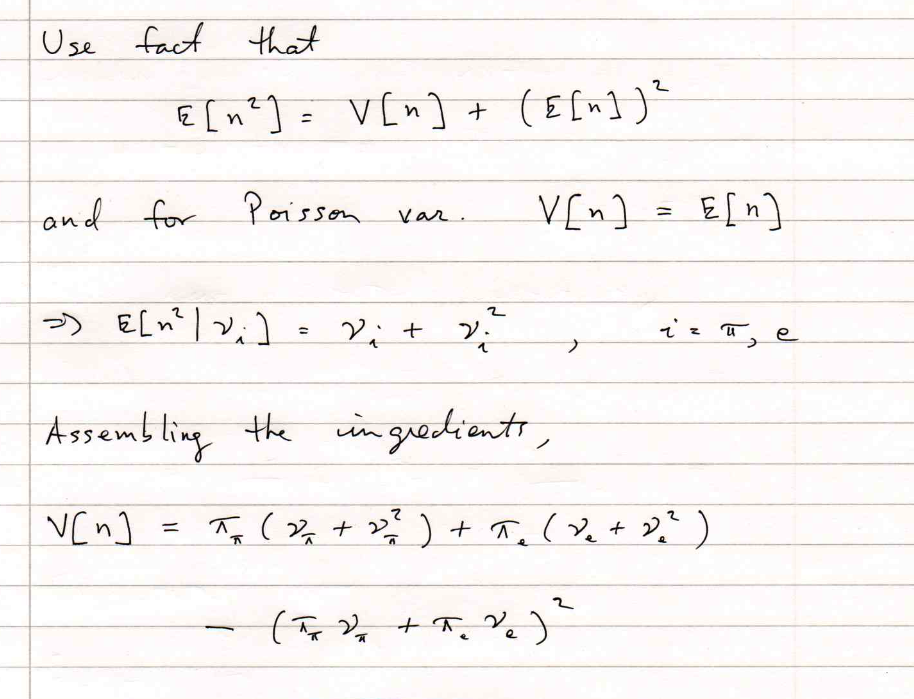 Use fact that
E[n²] = V[n] + (E[n])²
and for Poisson var. V[n] = E[n]
⇒ E[n²|νᵢ] = νᵢ + νᵢ², i = π, e
Assembling the ingredients,
V[n] = π_π (ν_π + ν_π²) + π_e (ν_e + ν_e²)
− (π_π ν_π + π_e ν_e)²